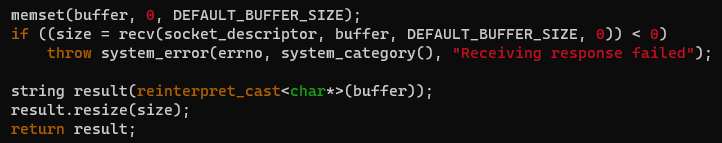 memset(buffer, 0, DEFAULT_BUFFER_SIZE);
if ((size = recv(socket_descriptor, buffer, DEFAULT_BUFFER_SIZE, 0)) < 0)
    throw system_error(errno, system_category(), "Receiving response failed");

string result(reinterpret_cast<char*>(buffer));
result.resize(size);
return result;